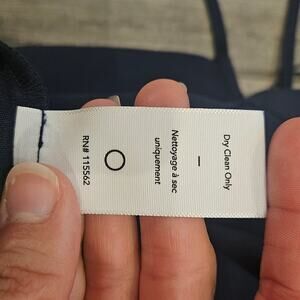 Dry Clean Only
–
Nettoyage à sec
uniquement
RN# 115562